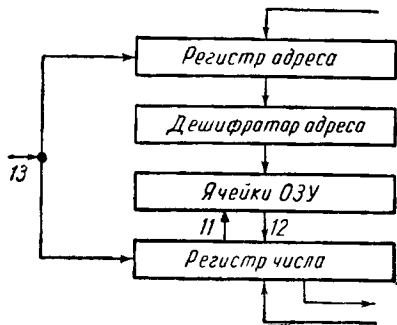 Регистр адреса
Дешифратор адреса
13
Ячейки ОЗУ
11 12
Регистр числа